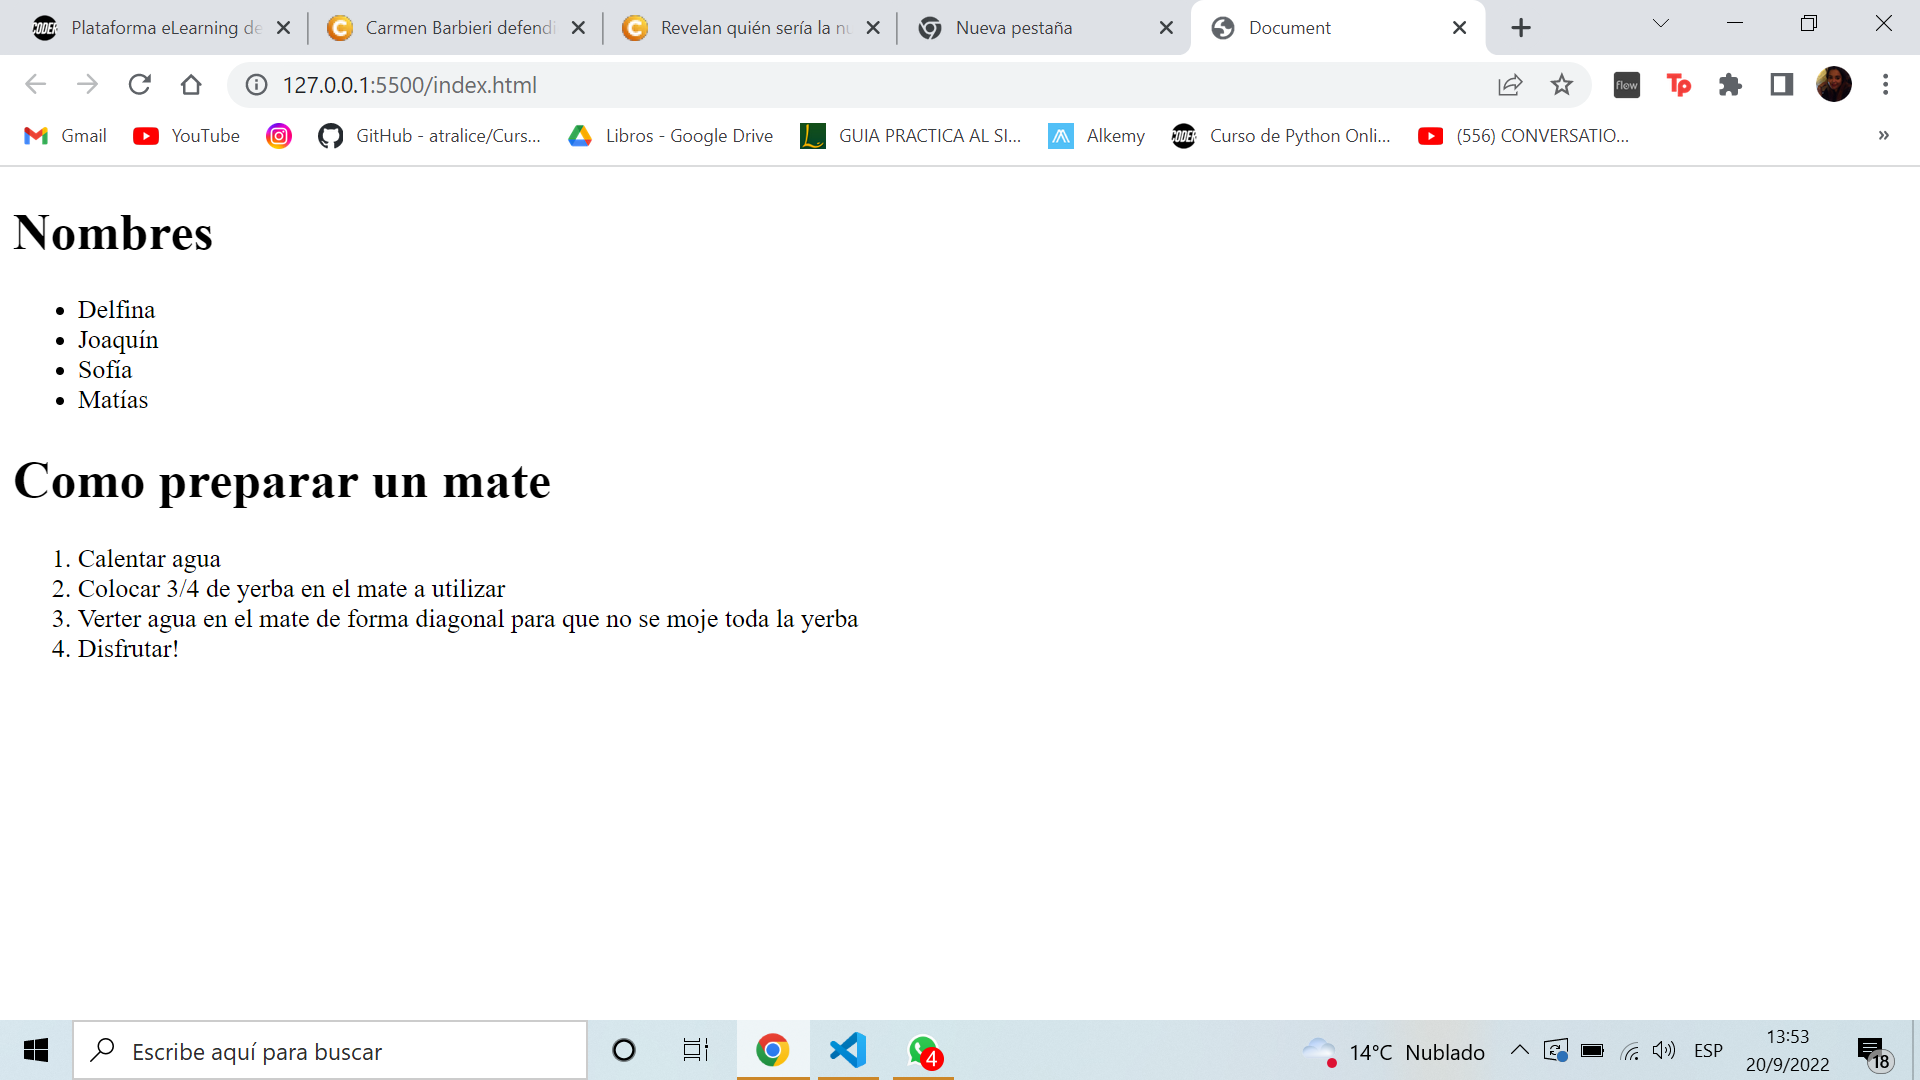 Plataforma eLearning de
Carmen Barbieri defendi
Revelan quién sería la nu
Nueva pestaña
Document
127.0.0.1:5500/index.html
flow
Tp
Gmail
YouTube
GitHub - atralice/Curs...
Libros - Google Drive
GUIA PRACTICA AL SI...
Alkemy
CODER
Curso de Python Onli...
(556) CONVERSATIO...
»
Nombres
• Delfina
• Joaquín
• Sofía
• Matías
Como preparar un mate
1. Calentar agua
2. Colocar 3/4 de yerba en el mate a utilizar
3. Verter agua en el mate de forma diagonal para que no se moje toda la yerba
4. Disfrutar!
Escribe aquí para buscar
4
14°C Nublado
ESP
13:53
20/9/2022
18